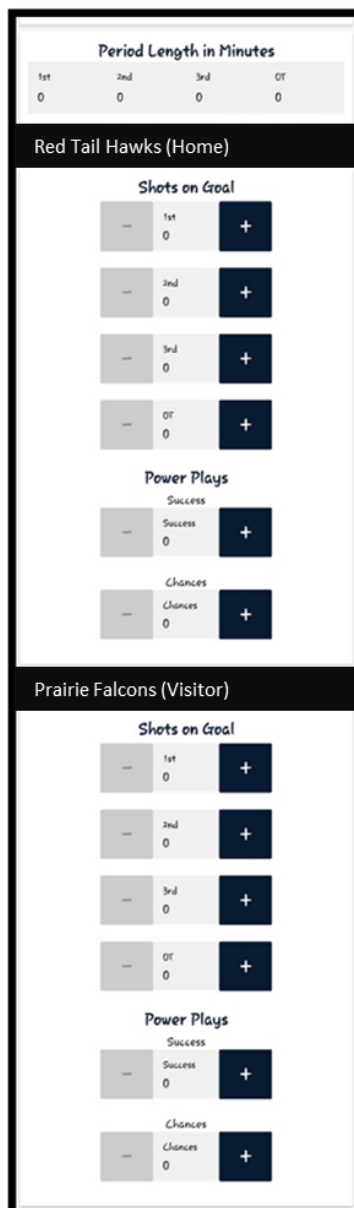 Period Length in Minutes
1st 2nd 3rd OT
0 0 0 0
Red Tail Hawks (Home)
Shots on Goal
1st
− 0 +
2nd
− 0 +
3rd
− 0 +
OT
− 0 +
Power Plays
Success
Success
− 0 +
Chances
Chances
− 0 +
Prairie Falcons (Visitor)
Shots on Goal
1st
− 0 +
2nd
− 0 +
3rd
− 0 +
OT
− 0 +
Power Plays
Success
Success
− 0 +
Chances
Chances
− 0 +